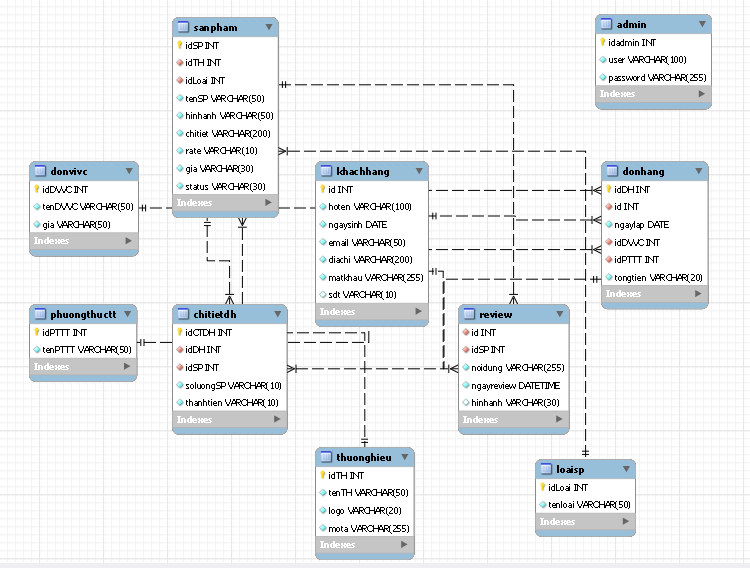 sanpham
idSP INT
idTH INT
idLoai INT
tenSP VARCHAR(50)
hinhanh VARCHAR(50)
chitiet VARCHAR(200)
rate VARCHAR(10)
gia VARCHAR(30)
status VARCHAR(30)
Indexes
admin
idadmin INT
user VARCHAR(100)
password VARCHAR(255)
Indexes
donvivc
idDVVC INT
tenDVVC VARCHAR(50)
gia VARCHAR(50)
Indexes
khachhang
id INT
hoten VARCHAR(100)
ngaysinh DATE
email VARCHAR(50)
diachi VARCHAR(200)
matkhau VARCHAR(255)
sdt VARCHAR(10)
Indexes
donhang
idDH INT
id INT
ngaylap DATE
idDVVC INT
idPTTT INT
tongtien VARCHAR(20)
Indexes
phuongthuctt
idPTTT INT
tenPTTT VARCHAR(50)
Indexes
chitietdh
idCTDH INT
idDH INT
idSP INT
soluongSP VARCHAR(10)
thanhtien VARCHAR(10)
Indexes
review
id INT
idSP INT
noidung VARCHAR(255)
ngayreview DATETIME
hinhanh VARCHAR(30)
Indexes
thuonghieu
idTH INT
tenTH VARCHAR(50)
logo VARCHAR(20)
mota VARCHAR(255)
Indexes
loaisp
idLoai INT
tenloai VARCHAR(50)
Indexes